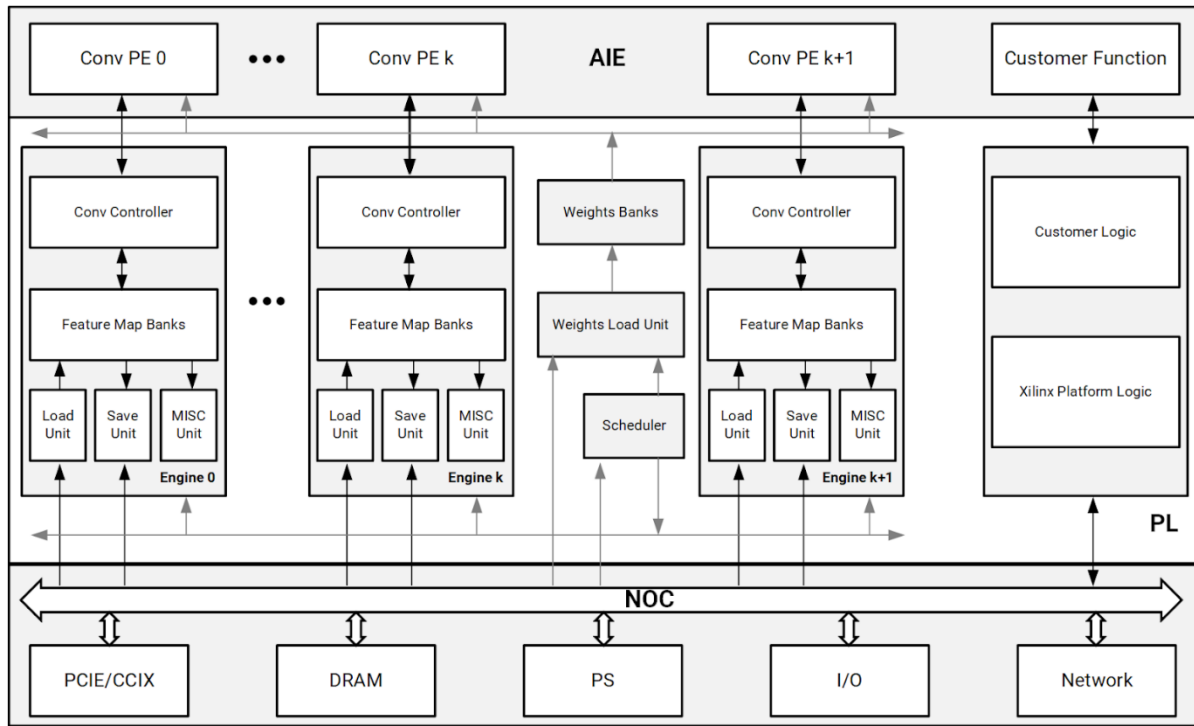 Conv PE 0
•••
Conv PE k
AIE
Conv PE k+1
Customer Function
Conv Controller
Conv Controller
Weights Banks
Conv Controller
Customer Logic
•••
Feature Map Banks
Feature Map Banks
Weights Load Unit
Feature Map Banks
Xilinx Platform Logic
Load
Unit
Save
Unit
MISC
Unit
Engine 0
Load
Unit
Save
Unit
MISC
Unit
Engine k
Scheduler
Load
Unit
Save
Unit
MISC
Unit
Engine k+1
PL
NOC
PCIE/CCIX
DRAM
PS
I/O
Network